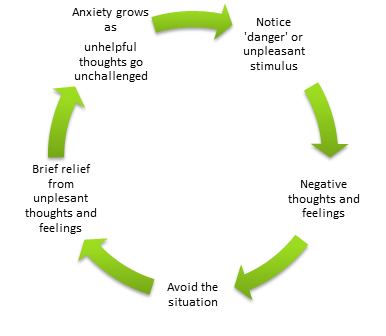 Anxiety grows
as
unhelpful
thoughts go
unchallenged
Notice
'danger' or
unpleasant
stimulus
Negative
thoughts and
feelings
Avoid the
situation
Brief relief
from
unplesant
thoughts and
feelings